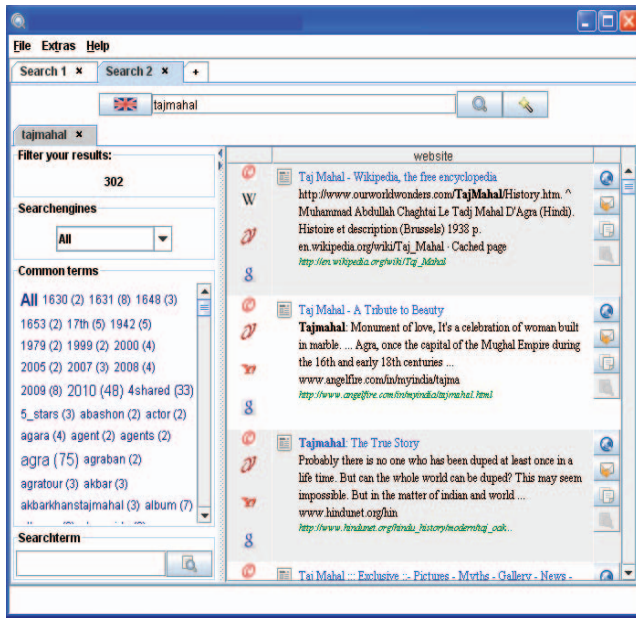 File Extras Help
Search 1 × Search 2 × +
tajmahal
tajmahal ×
Filter your results:
302
Searchengines
All
Common terms
All 1630 (2) 1631 (8) 1648 (3)
1653 (2) 17th (5) 1942 (5)
1979 (2) 1999 (2) 2000 (4)
2005 (2) 2007 (3) 2008 (4)
2009 (8) 2010 (48) 4shared (33)
5_stars (3) abashon (2) actor (2)
agara (4) agent (2) agents (2)
agra (75) agraban (2)
agratour (3) akbar (3)
akbarkhanstajmahal (3) album (7)
Searchterm
website
Taj Mahal - Wikipedia, the free encyclopedia
W http://www.ourworldwonders.com/TajMahal/History.htm. ^
Muhammad Abdullah Chaghtai Le Tadj Mahal D'Agra (Hindi).
Histoire et description (Brussels) 1938 p.
en.wikipedia.org/wiki/Taj_Mahal · Cached page
g http://en.wikipedia.org/wiki/Taj_Mahal
Taj Mahal - A Tribute to Beauty
Tajmahal: Monument of love, It's a celebration of woman built
in marble. ... Agra, once the capital of the Mughal Empire during
the 16th and early 18th centuries ...
www.angelfire.com/in/myindia/tajma
g http://www.angelfire.com/in/myindia/tajmahal.html
Tajmahal: The True Story
Probably there is no one who has been duped at least once in a
life time. But can the whole world can be duped? This may seem
impossible. But in the matter of indian and world ...
www.hindunet.org/hin
g http://www.hindunet.org/hindu_history/modern/taj_oak..
Taj Mahal ::: Exclusive ::- Pictures - Myths - Gallery - News -